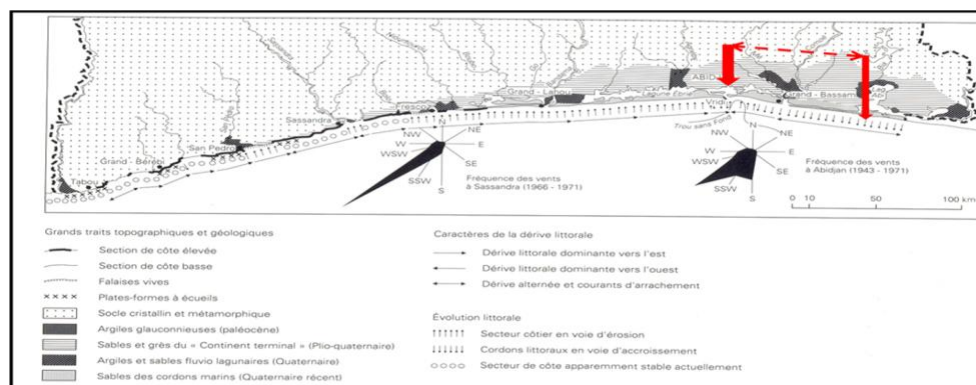 ABID
Grand-Lahou
Lagune Ebrié
Grand-Bassam
Fresco
Vridi
Sassandra
Trou sans Fond
San Pedro
Grand-Bérébi
Tabou
N
NW
NE
W
E
WSW
SE
SSW
S
Fréquence des vents
à Sassandra (1966 - 1971)
N
NW
NE
W
E
WSW
SE
SSW
S
Fréquence des vents
à Abidjan (1943 - 1971)
0 10 50 100 km
Grands traits topographiques et géologiques
Section de côte élevée
Section de côte basse
Falaises vives
Plates-formes à écueils
Socle cristallin et métamorphique
Argiles glauconnieuses (paléocène)
Sables et grès du « Continent terminal » (Plio-quaternaire)
Argiles et sables fluvio lagunaires (Quaternaire)
Sables des cordons marins (Quaternaire récent)
Caractères de la dérive littorale
Dérive littorale dominante vers l'est
Dérive littorale dominante vers l'ouest
Dérive alternée et courants d'arrachement
Évolution littorale
Secteur côtier en voie d'érosion
Cordons littoraux en voie d'accroissement
Secteur de côte apparemment stable actuellement